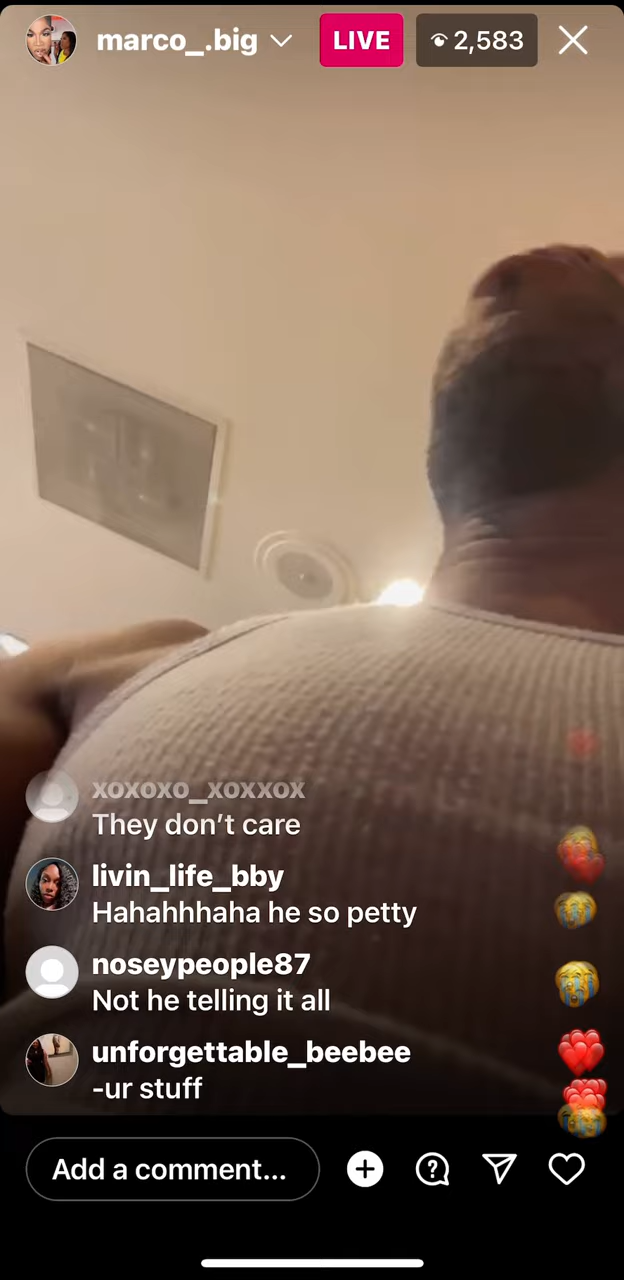 marco_.big
LIVE
2,583
xoxoxo_xoxxox
They don't care
livin_life_bby
Hahahhhaha he so petty
noseypeople87
Not he telling it all
unforgettable_beebee
-ur stuff
Add a comment...